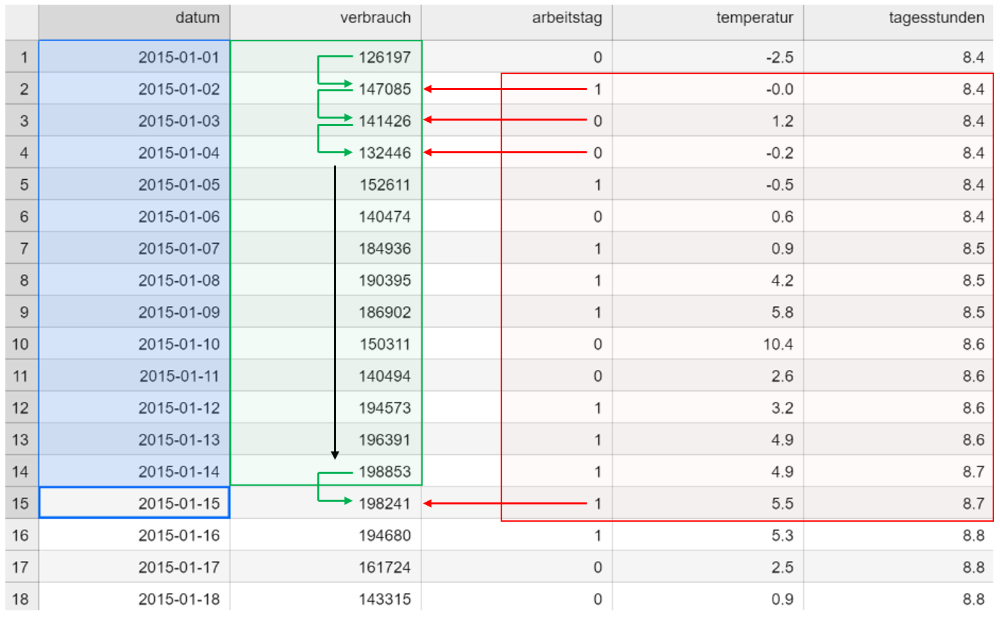 datum verbrauch arbeitstag temperatur tagesstunden
1 2015-01-01 126197 0 -2.5 8.4
2 2015-01-02 147085 1 -0.0 8.4
3 2015-01-03 141426 0 1.2 8.4
4 2015-01-04 132446 0 -0.2 8.4
5 2015-01-05 152611 1 -0.5 8.4
6 2015-01-06 140474 0 0.6 8.4
7 2015-01-07 184936 1 0.9 8.5
8 2015-01-08 190395 1 4.2 8.5
9 2015-01-09 186902 1 5.8 8.5
10 2015-01-10 150311 0 10.4 8.6
11 2015-01-11 140494 0 2.6 8.6
12 2015-01-12 194573 1 3.2 8.6
13 2015-01-13 196391 1 4.9 8.6
14 2015-01-14 198853 1 4.9 8.7
15 2015-01-15 198241 1 5.5 8.7
16 2015-01-16 194680 1 5.3 8.8
17 2015-01-17 161724 0 2.5 8.8
18 2015-01-18 143315 0 0.9 8.8